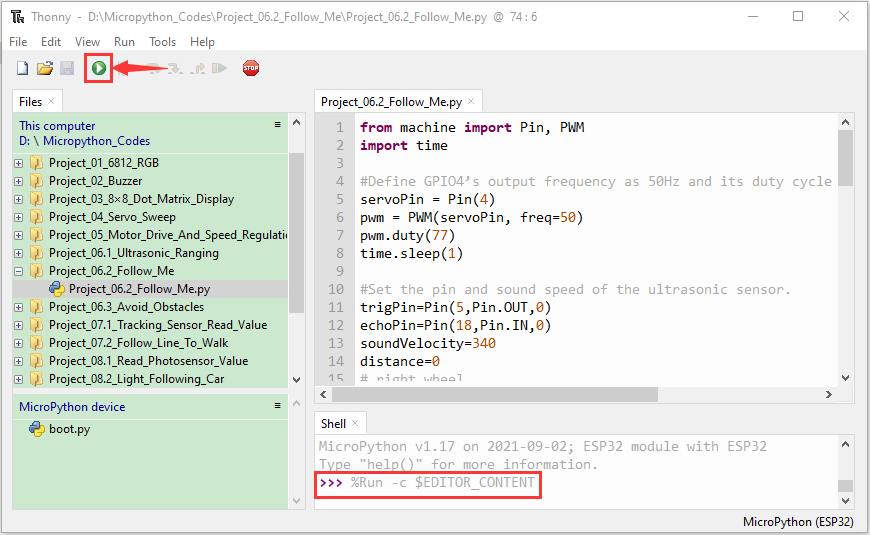 Thonny - D:\Micropython_Codes\Project_06.2_Follow_Me\Project_06.2_Follow_Me.py @ 74 : 6
File Edit View Run Tools Help
STOP
Files
This computer
D: \ Micropython_Codes
Project_01_6812_RGB
Project_02_Buzzer
Project_03_8×8_Dot_Matrix_Display
Project_04_Servo_Sweep
Project_05_Motor_Drive_And_Speed_Regulatio
Project_06.1_Ultrasonic_Ranging
Project_06.2_Follow_Me
Project_06.2_Follow_Me.py
Project_06.3_Avoid_Obstacles
Project_07.1_Tracking_Sensor_Read_Value
Project_07.2_Follow_Line_To_Walk
Project_08.1_Read_Photosensor_Value
Project_08.2_Light_Following_Car
MicroPython device
boot.py
Project_06.2_Follow_Me.py
1 from machine import Pin, PWM
2 import time
3
4 #Define GPIO4’s output frequency as 50Hz and its duty cycle
5 servoPin = Pin(4)
6 pwm = PWM(servoPin, freq=50)
7 pwm.duty(77)
8 time.sleep(1)
9
10 #Set the pin and sound speed of the ultrasonic sensor.
11 trigPin=Pin(5,Pin.OUT,0)
12 echoPin=Pin(18,Pin.IN,0)
13 soundVelocity=340
14 distance=0
15 # right wheel
Shell
MicroPython v1.17 on 2021-09-02; ESP32 module with ESP32
Type "help()" for more information.
>>> %Run -c $EDITOR_CONTENT
MicroPython (ESP32)